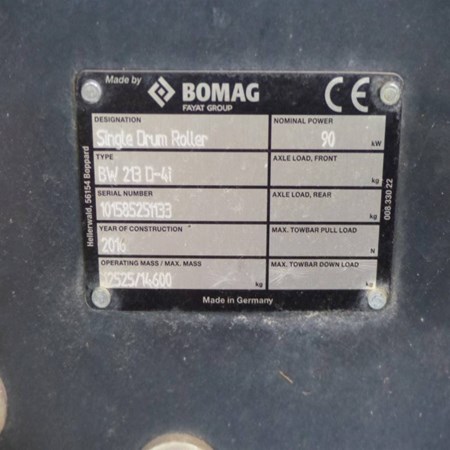 Made by BOMAG CE
FAYAT GROUP
DESIGNATION
Single Drum Roller
NOMINAL POWER
90 kW
TYPE
BW 213 D-41
AXLE LOAD, FRONT
kg
SERIAL NUMBER
101585251133
AXLE LOAD, REAR
kg
YEAR OF CONSTRUCTION
2016
MAX. TOWBAR PULL LOAD
N
OPERATING MASS / MAX. MASS
12525/14600 kg
MAX. TOWBAR DOWN LOAD
kg
Made in Germany
Hellerwald, 56154 Boppard
008 330 22